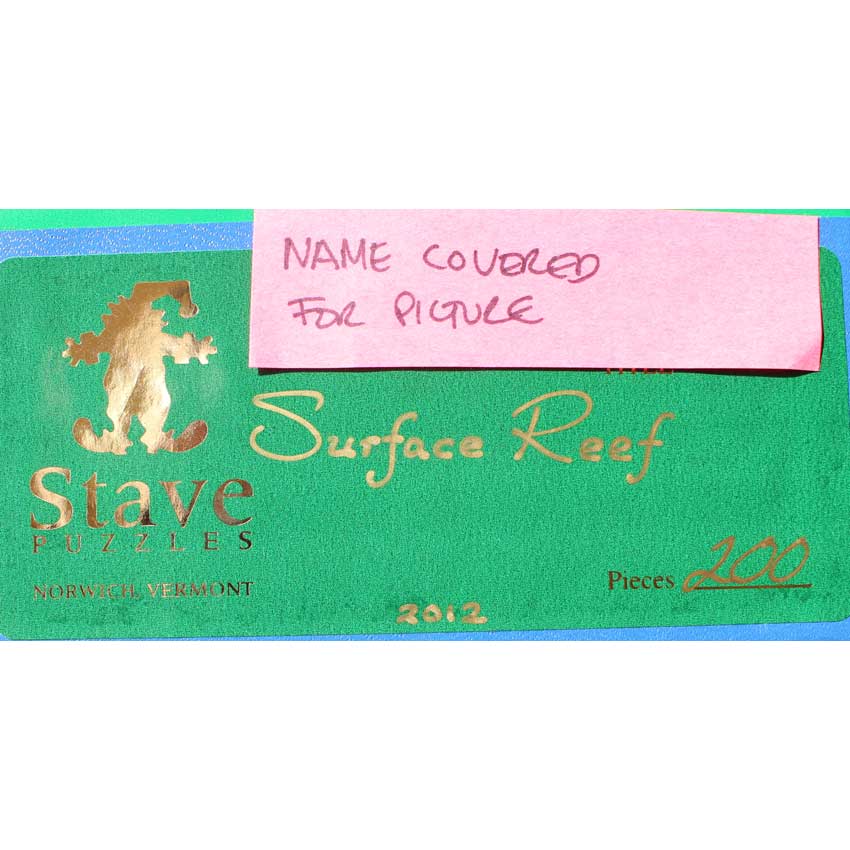 NAME COVERED
FOR PICTURE
Surface Reef
Stave
PUZZLES
NORWICH, VERMONT
Pieces 200
2012